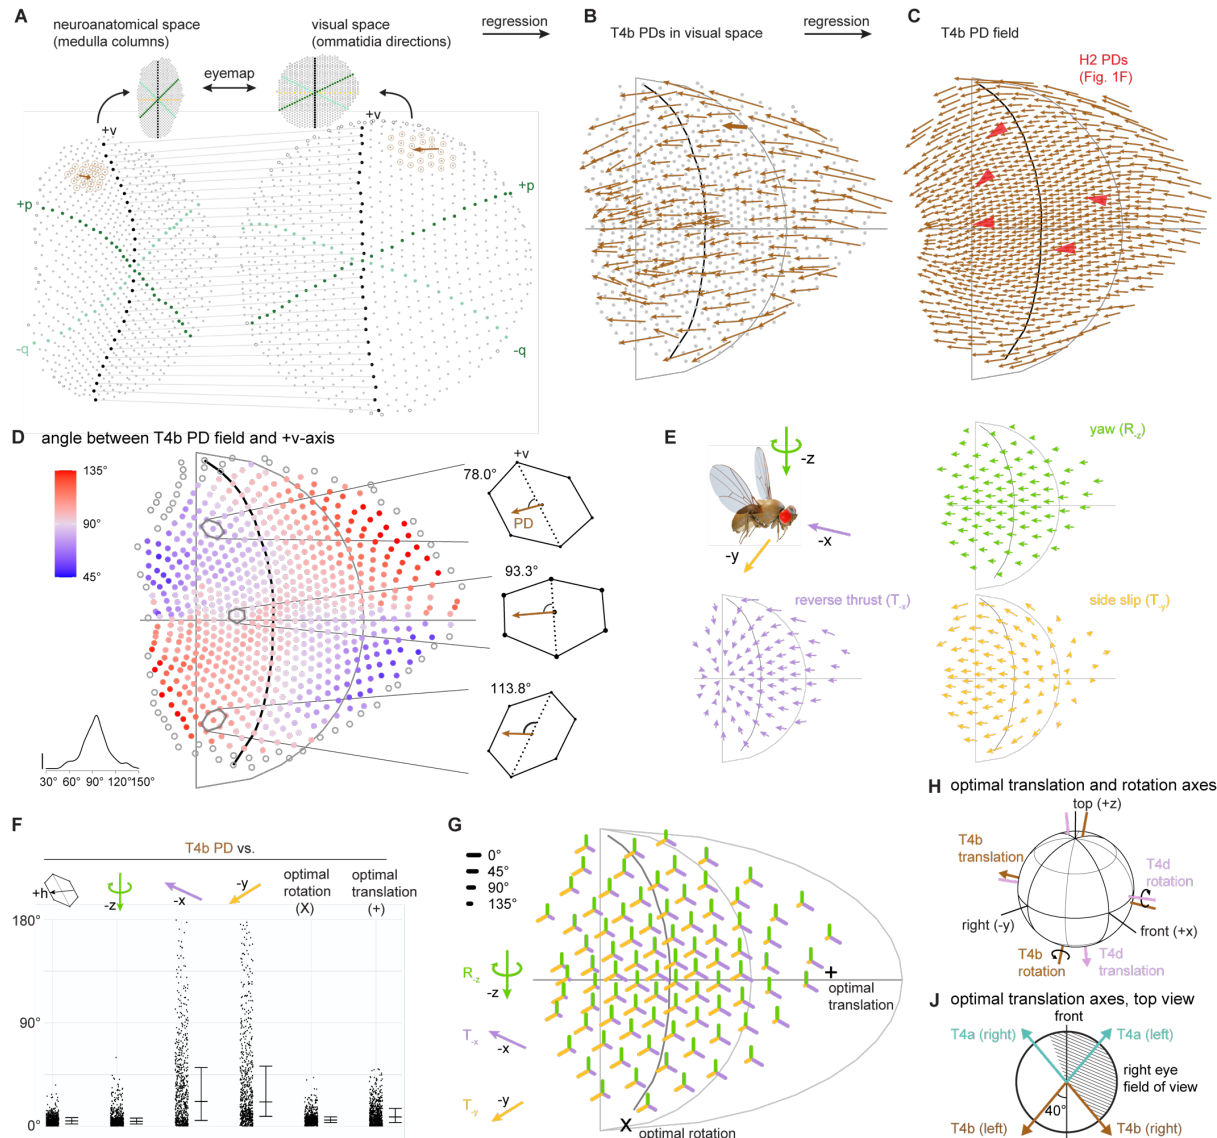 A
neuroanatomical space
(medulla columns)
visual space
(ommatidia directions)
eyemap
regression
+v
+v
+p
+p
-q
-q
B
T4b PDs in visual space
regression
C
T4b PD field
H2 PDs
(Fig. 1F)
D angle between T4b PD field and +v-axis
135°
90°
45°
30° 60° 90° 120° 150°
+v
78.0°
PD
93.3°
113.8°
E
-z
-x
-y
yaw (R-z)
reverse thrust (T-x)
side slip (T-y)
F
T4b PD vs.
+h
-z
-x
-y
optimal
rotation
(X)
optimal
translation
(+)
180°
90°
0°
G
0°
45°
90°
135°
R-z
-z
T-x
-x
T-y
-y
+
optimal
translation
X
optimal rotation
H optimal translation and rotation axes
top (+z)
T4b
translation
T4d
rotation
right (-y)
front (+x)
T4b
rotation
T4d
translation
J optimal translation axes, top view
front
T4a (right)
T4a (left)
right eye
field of view
40°
T4b
(left)
T4b (right)